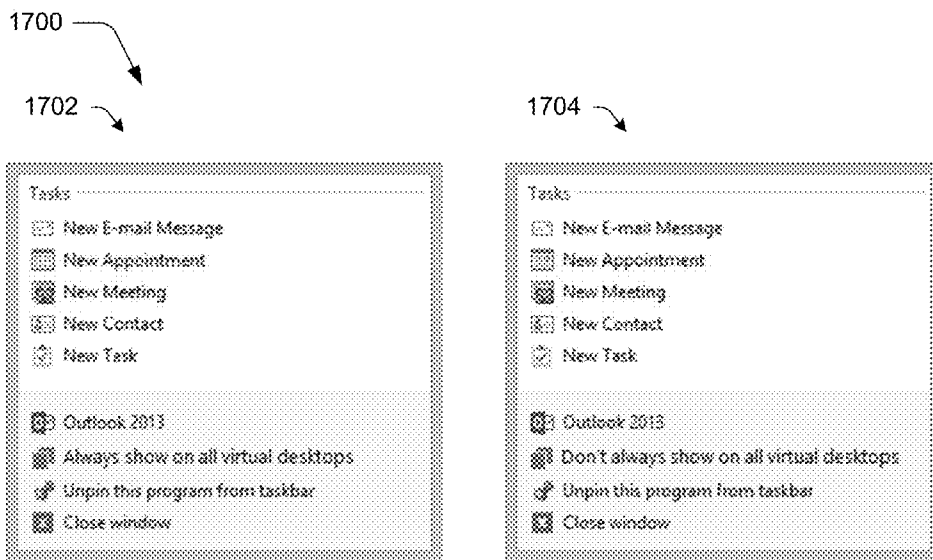 1700
1702
1704
Tasks
New E-mail Message
New Appointment
New Meeting
New Contact
New Task
Outlook 2013
Always show on all virtual desktops
Unpin this program from taskbar
Close window
Tasks
New E-mail Message
New Appointment
New Meeting
New Contact
New Task
Outlook 2013
Don't always show on all virtual desktops
Unpin this program from taskbar
Close window